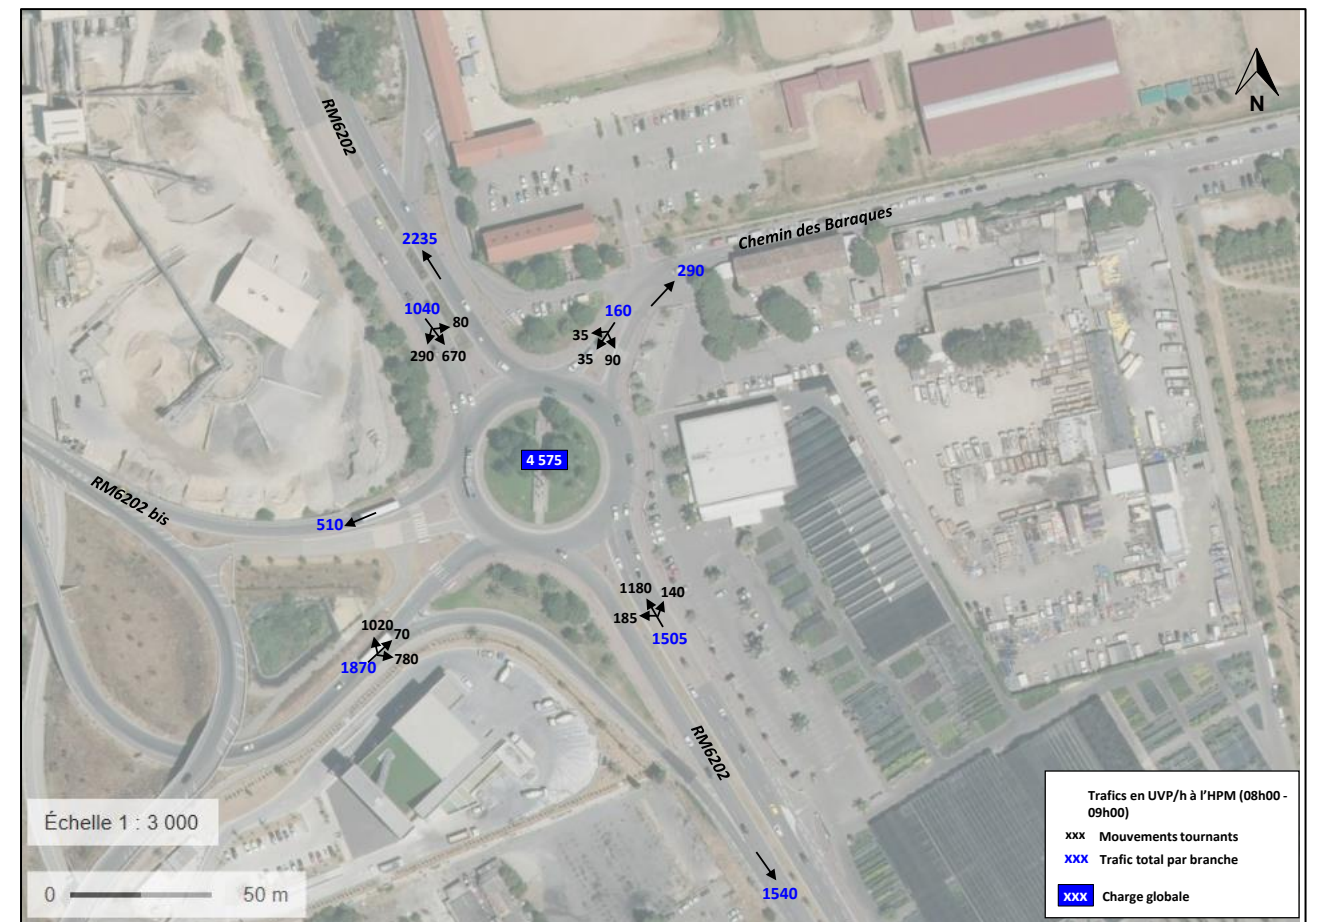 RM6202
N
Chemin des Baraques
2235
290
1040
80
290
670
160
35
35
90
4 575
RM6202 bis
510
1180
140
185
1505
1020
70
780
1870
RM6202
1540
Échelle 1 : 3 000
0
50 m
Trafics en UVP/h à l'HPM (08h00 -
09h00)
xxx Mouvements tournants
xxx Trafic total par branche
xxx Charge globale